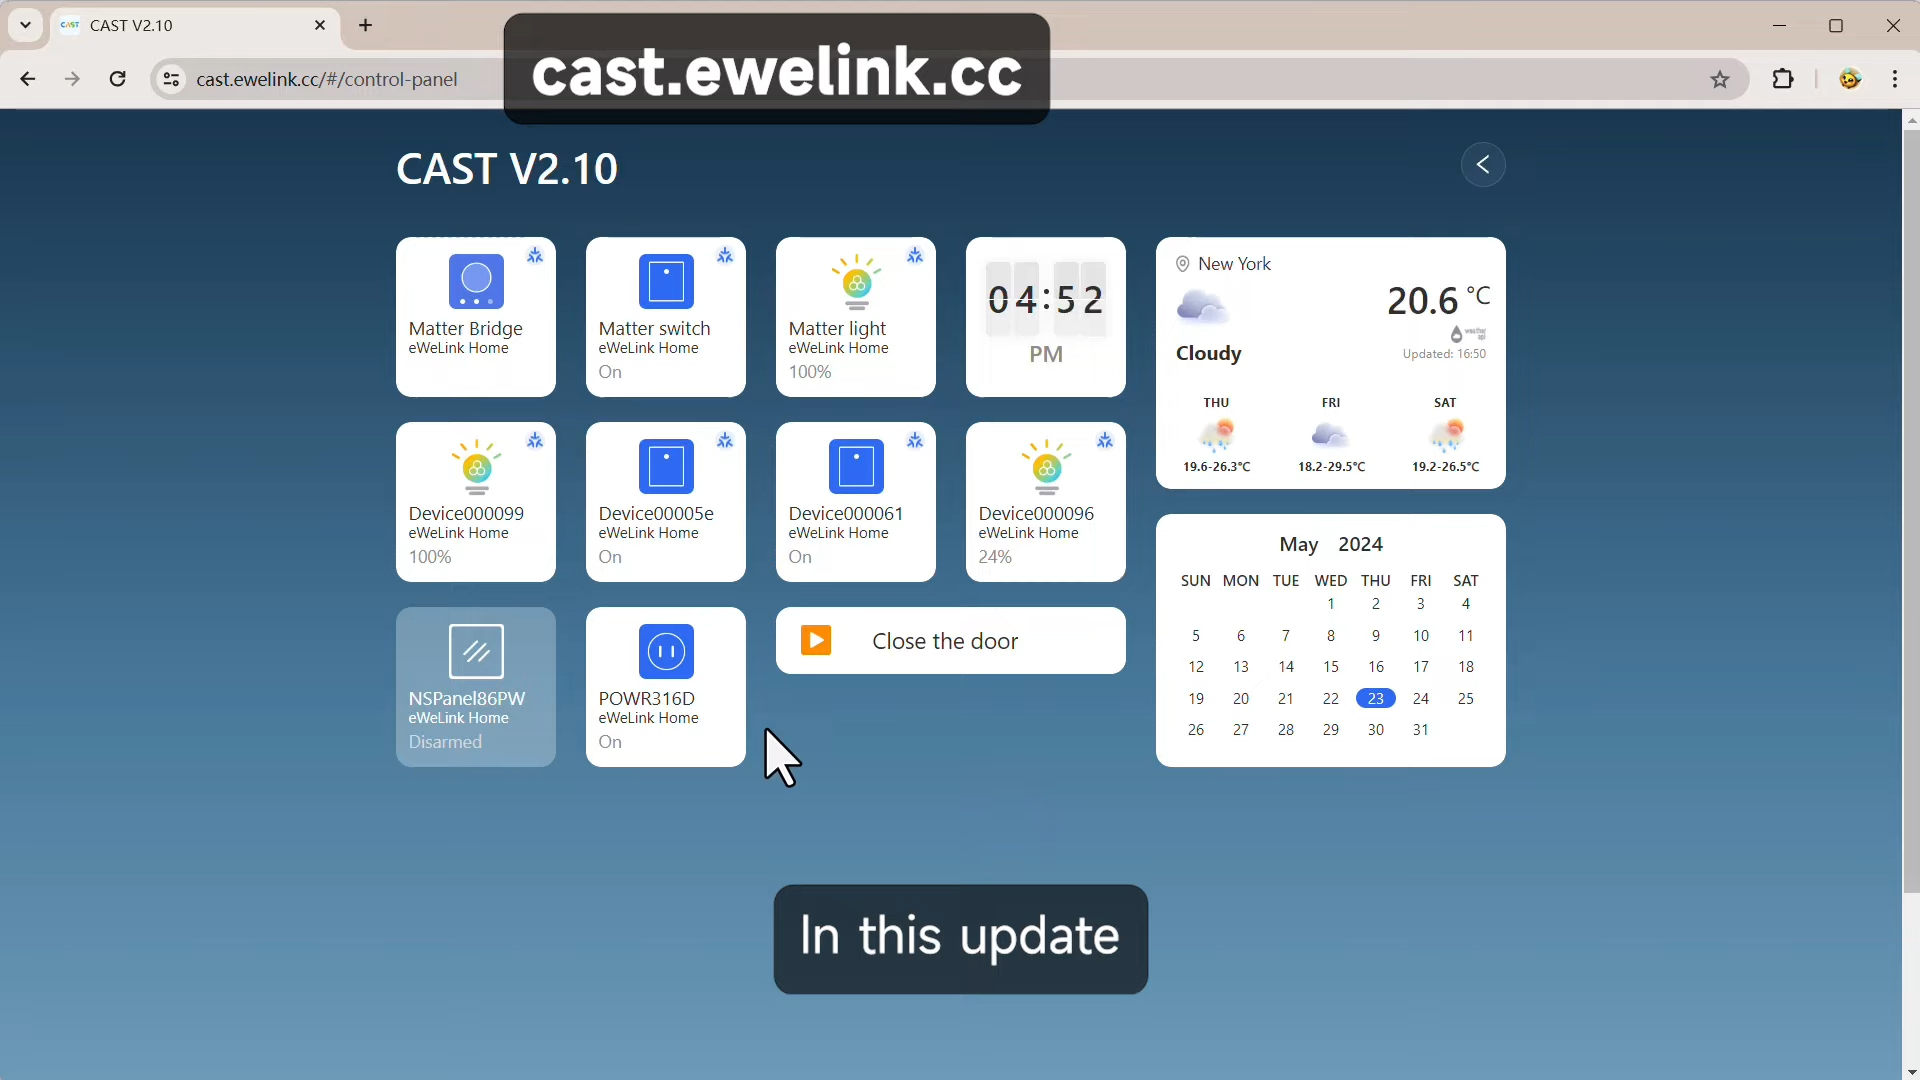 CAST CAST V2.10
cast.ewelink.cc/#/control-panel
cast.ewelink.cc
CAST V2.10
Matter Bridge
eWeLink Home
Matter switch
eWeLink Home
On
Matter light
eWeLink Home
100%
04:52
PM
New York
20.6 °C
weather
api
Cloudy
Updated: 16:50
THU FRI SAT
19.6-26.3°C 18.2-29.5°C 19.2-26.5°C
Device000099
eWeLink Home
100%
Device00005e
eWeLink Home
On
Device000061
eWeLink Home
On
Device000096
eWeLink Home
24%
May 2024
SUN MON TUE WED THU FRI SAT
1 2 3 4
5 6 7 8 9 10 11
12 13 14 15 16 17 18
19 20 21 22 23 24 25
26 27 28 29 30 31
NSPanel86PW
eWeLink Home
Disarmed
POWR316D
eWeLink Home
On
Close the door
In this update